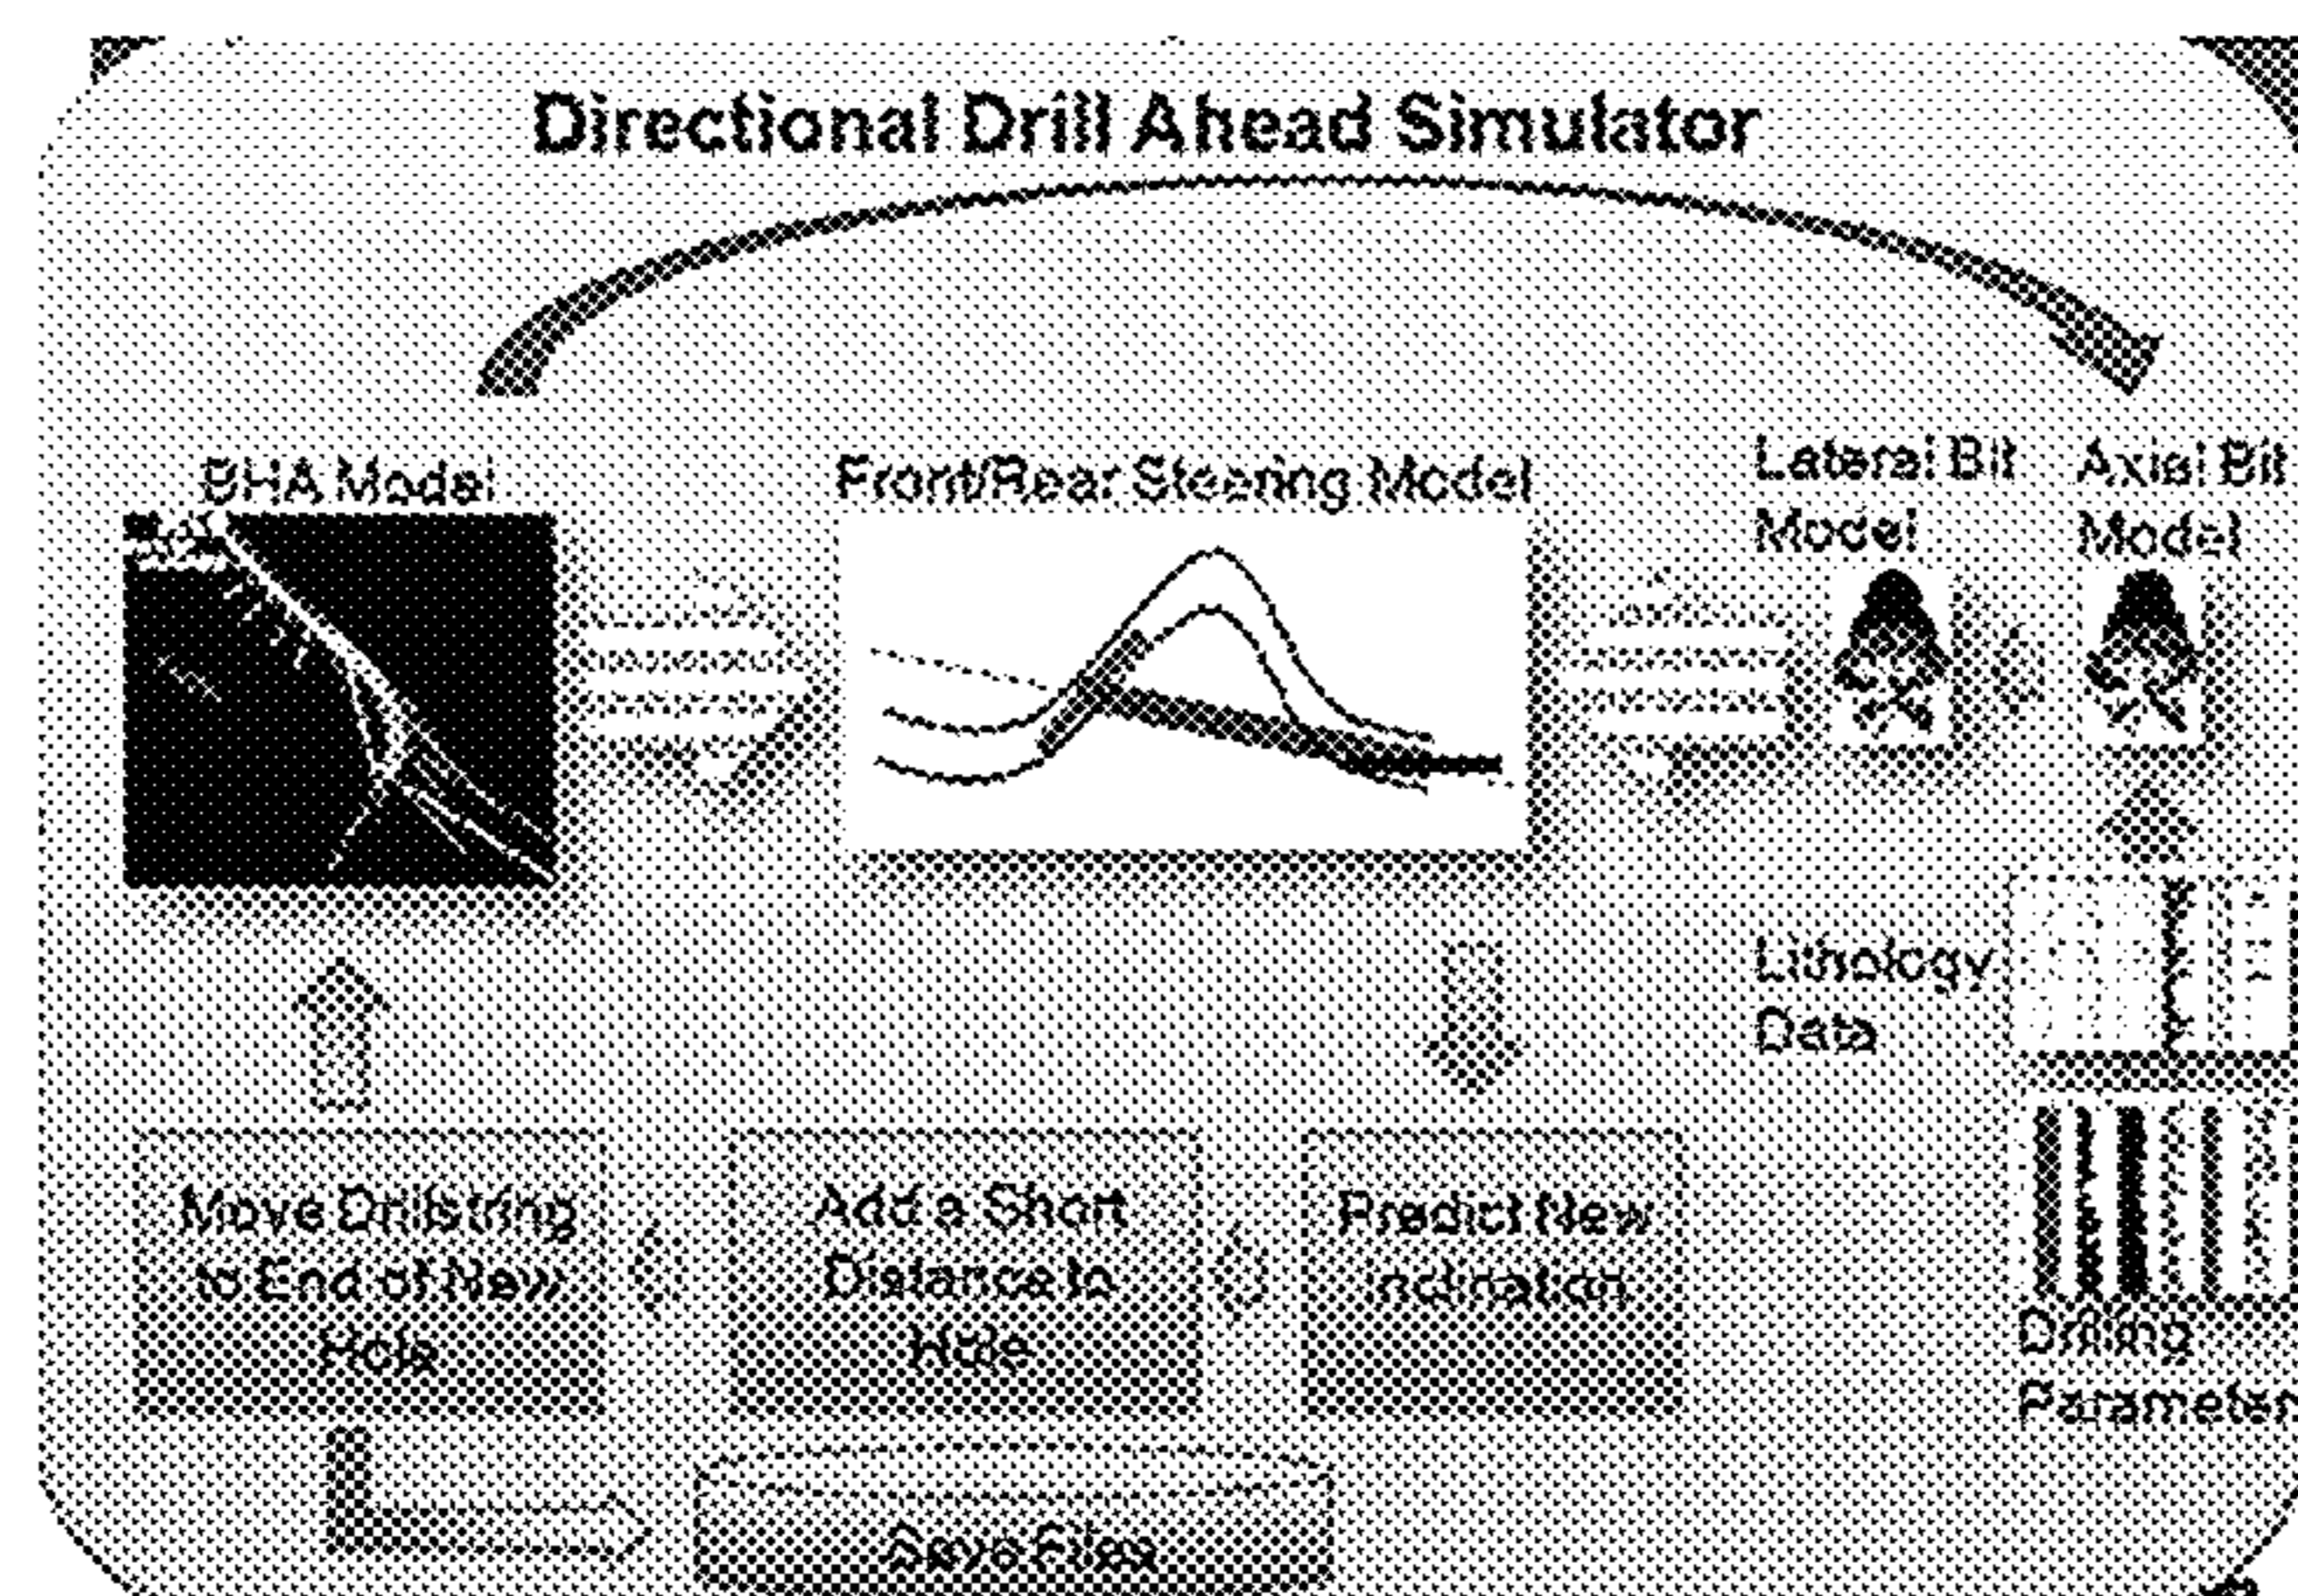 Directional Drill Ahead Simulator
BHA Model
Front/Rear Steering Model
Lateral Bit
Model
Axial Bit
Model
Lithology
Data
Drilling
Parameter
Move Drillstring
to End of New
Hole
Add a Short
Distance to
Hole
Predict New
Inclination
Save Files